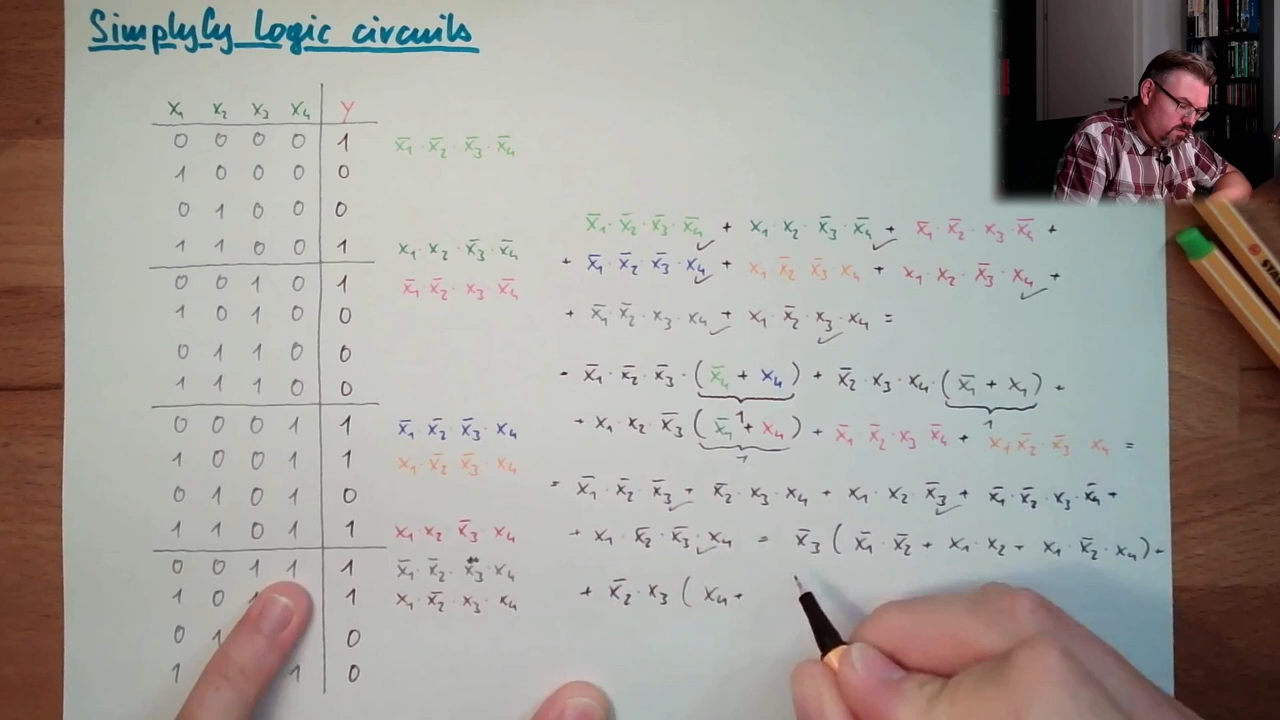 Simplyfy logic circuits
x₁ x₂ x₃ x₄ y
0 0 0 0 1 x̄₁ · x̄₂ · x̄₃ · x̄₄
1 0 0 0 0
0 1 0 0 0
1 1 0 0 1 x₁ · x₂ · x̄₃ · x̄₄
0 0 1 0 1 x̄₁ · x̄₂ · x₃ · x̄₄
1 0 1 0 0
0 1 1 0 0
1 1 1 0 0
0 0 0 1 1 x̄₁ · x̄₂ · x̄₃ · x₄
1 0 0 1 1 x₁ · x̄₂ · x̄₃ · x₄
0 1 0 1 0
1 1 0 1 1 x₁ · x₂ · x̄₃ · x₄
0 0 1 1 1 x̄₁ · x̄₂ · x₃ · x₄
1 0 1 x₁ · x̄₂ · x₃ · x₄
0 1 0
1 1 0
x̄₁ · x̄₂ · x̄₃ · x̄₄ + x₁ · x₂ · x̄₃ · x̄₄ + x̄₁ · x̄₂ · x₃ · x̄₄ +
+ x̄₁ · x̄₂ · x̄₃ · x₄ + x₁ · x̄₂ · x̄₃ · x₄ + x₁ · x₂ · x̄₃ · x₄ +
+ x̄₁ · x̄₂ · x₃ · x₄ + x₁ · x̄₂ · x₃ · x₄ =
= x̄₁ · x̄₂ · x̄₃ · (x̄₄ + x₄) + x̄₂ · x₃ · x₄ · (x̄₁ + x₁) +
1 1
+ x₁ · x₂ · x̄₃ (x̄₄ + x₄) + x̄₁ · x̄₂ · x₃ · x̄₄ + x₁ · x̄₂ · x̄₃ · x₄ =
1
= x̄₁ · x̄₂ · x̄₃ + x̄₂ · x₃ · x₄ + x₁ · x₂ · x̄₃ + x̄₁ · x̄₂ · x₃ · x̄₄ +
+ x₁ · x̄₂ · x̄₃ · x₄ = x̄₃ ( x̄₁ · x̄₂ + x₁ · x₂ + x₁ · x̄₂ · x₄ ) +
+ x̄₂ · x₃ ( x₄ +